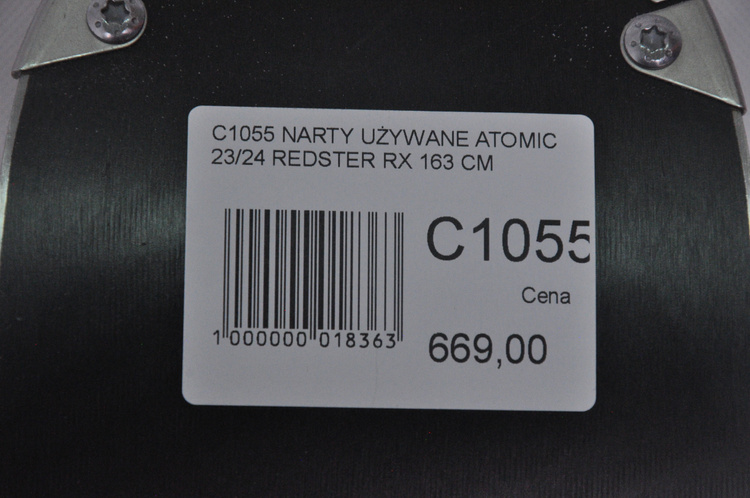 C1055 NARTY UŻYWANE ATOMIC
23/24 REDSTER RX 163 CM
C1055
Cena
1 000000 018363
669,00